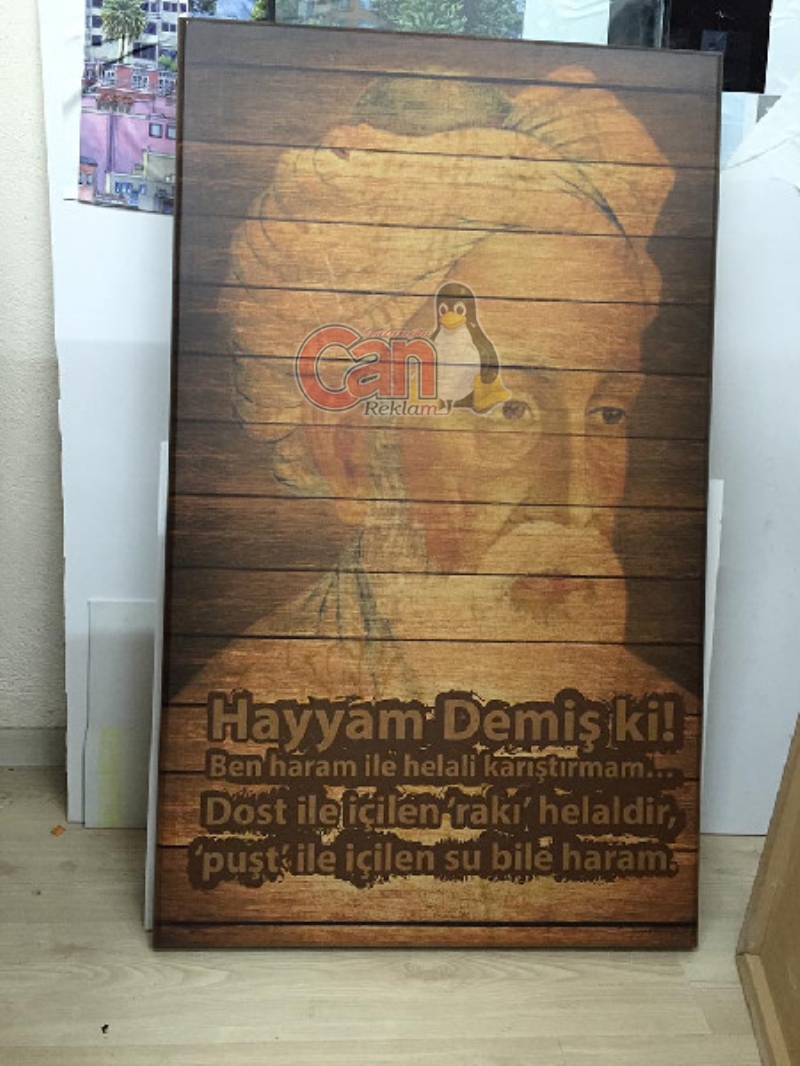 Can
Reklam
Hayyam Demiş ki!
Ben haram ile helali karıştırmam...
Dost ile içilen 'rakı' helaldir,
'puşt' ile içilen su bile haram.